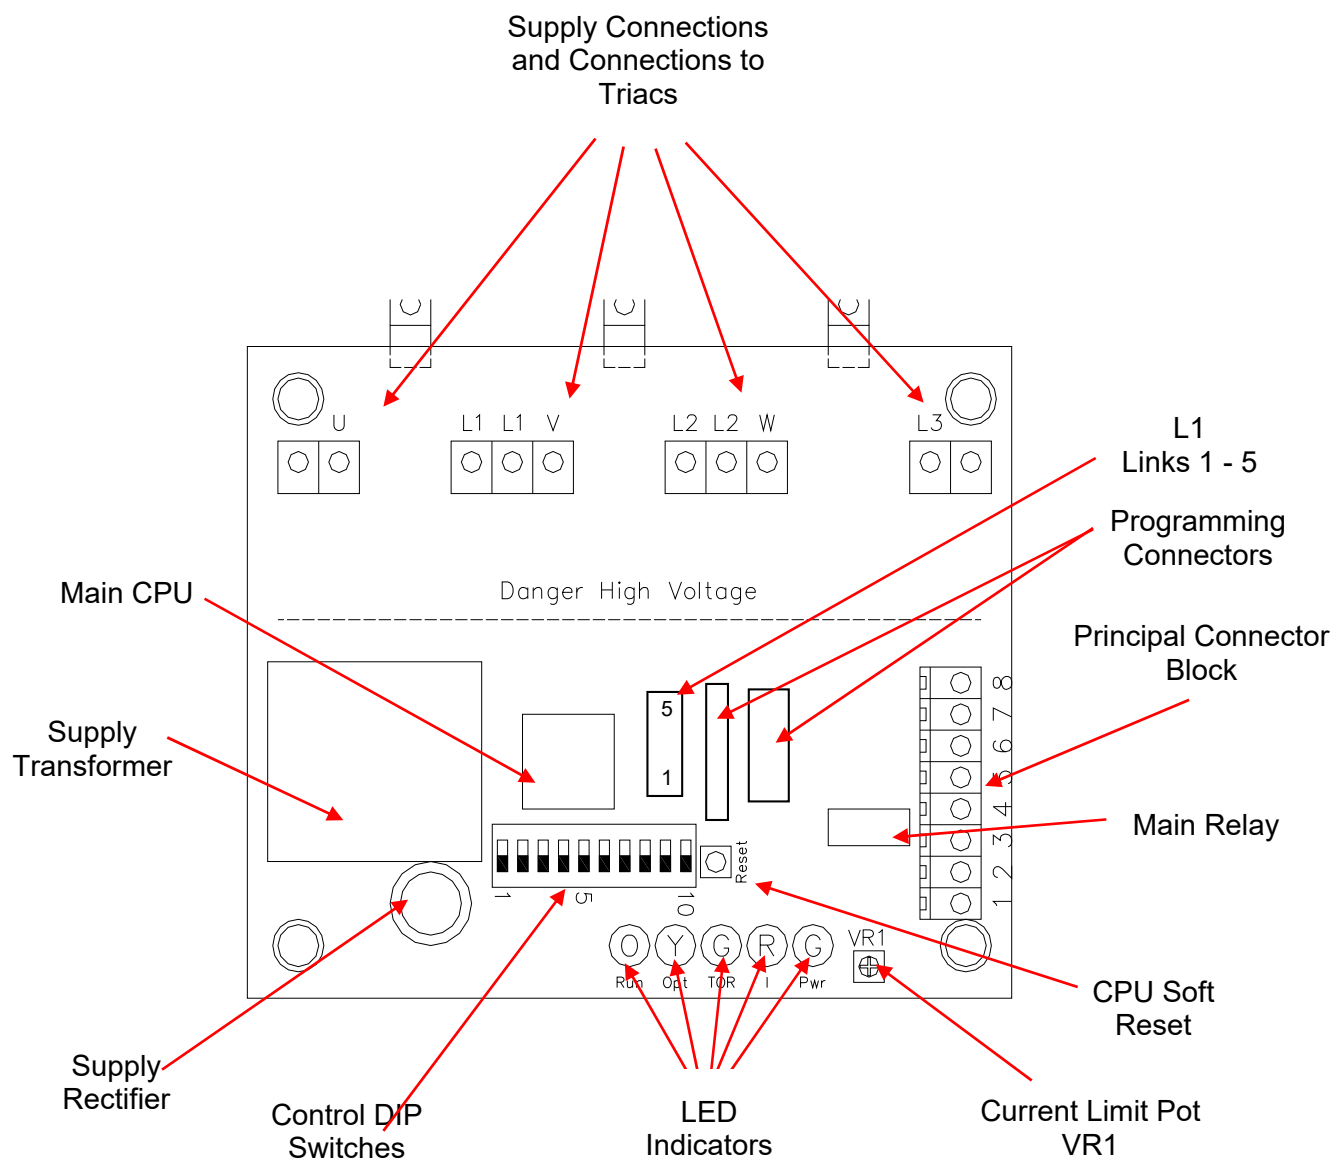 Supply Connections
and Connections to
Triacs
U
L1 L1 V
L2 L2 W
L3
L1
Links 1 - 5
Programming
Connectors
Danger High Voltage
Main CPU
Principal Connector
Block
5
1
8
7
6
5
4
3
2
1
Supply
Transformer
Main Relay
Reset
1
5
10
O Y G R G
Run Opt TOR I Pwr
VR1
CPU Soft
Reset
Supply
Rectifier
Control DIP
Switches
LED
Indicators
Current Limit Pot
VR1